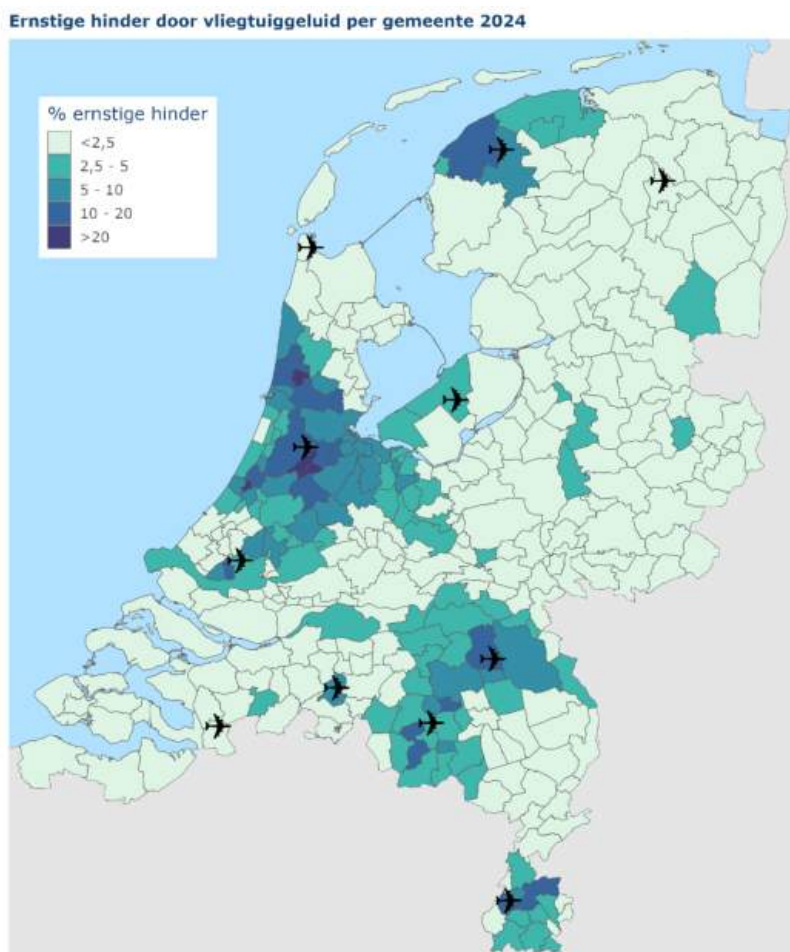 Ernstige hinder door vliegtuiggeluid per gemeente 2024
% ernstige hinder
<2,5
2,5 - 5
5 - 10
10 - 20
>20